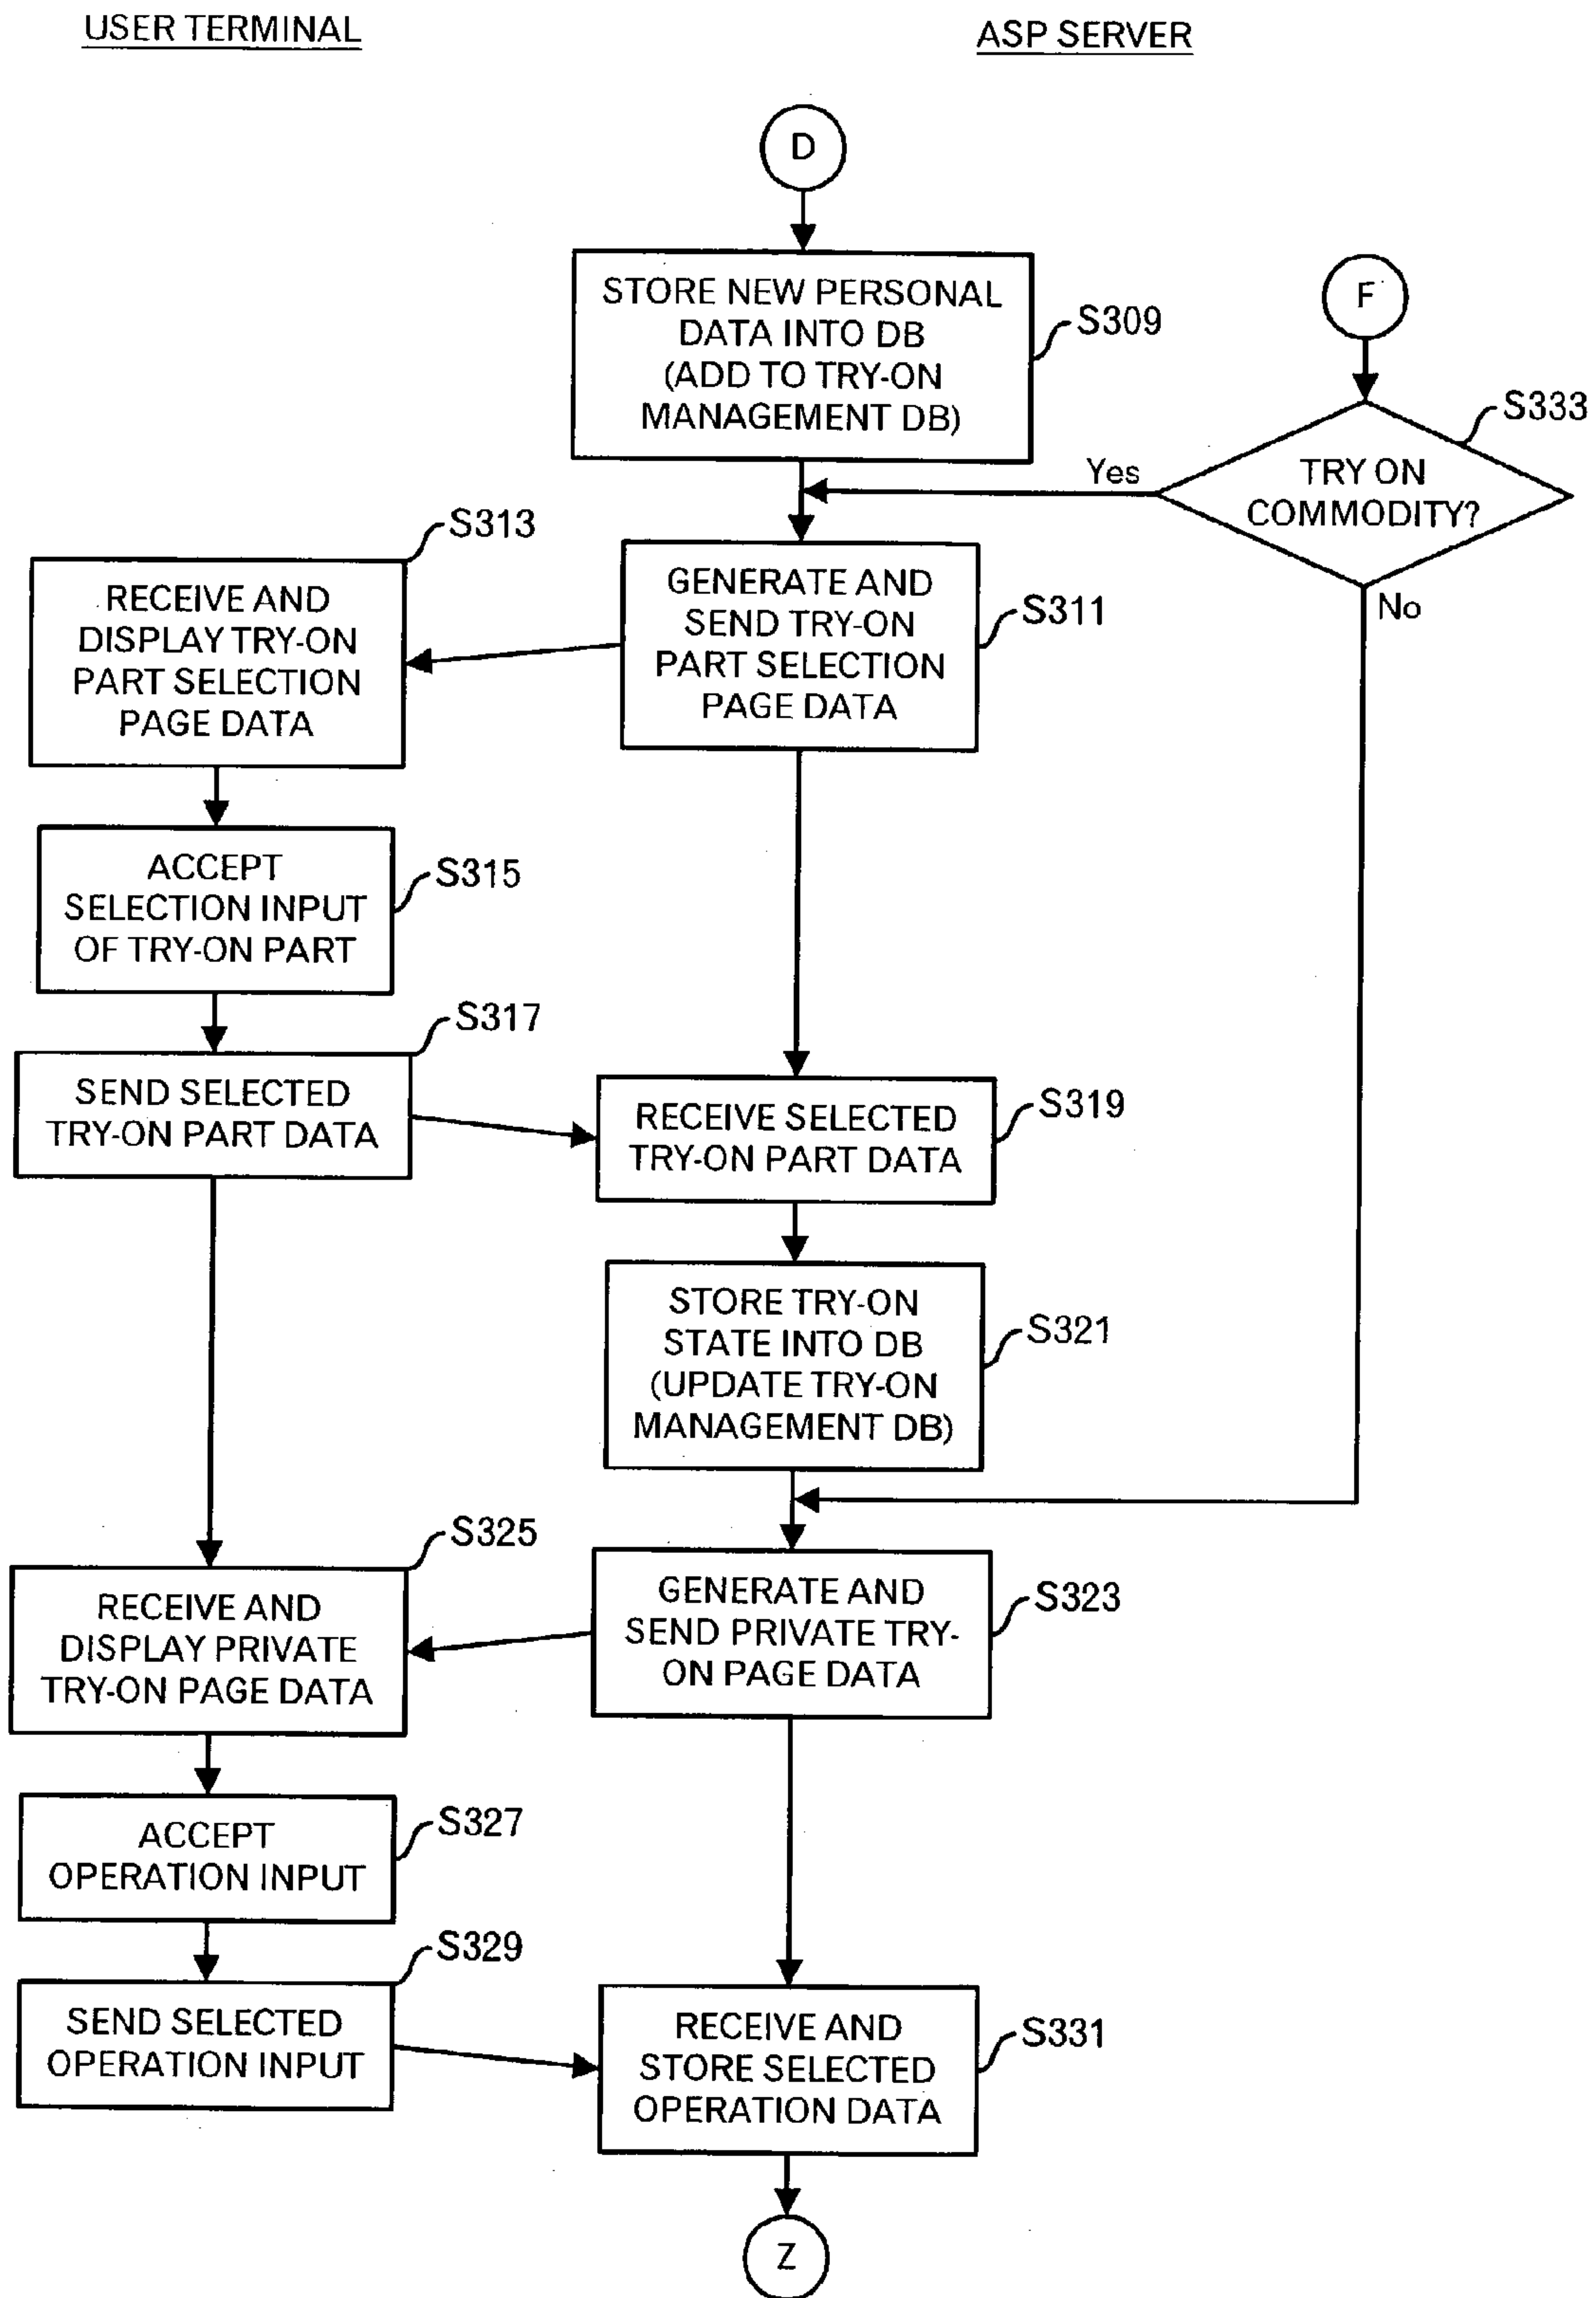 USER TERMINAL
ASP SERVER
D
STORE NEW PERSONAL
DATA INTO DB
(ADD TO TRY-ON
MANAGEMENT DB)
S309
F
S333
TRY ON
COMMODITY?
Yes
No
S313
RECEIVE AND
DISPLAY TRY-ON
PART SELECTION
PAGE DATA
GENERATE AND
SEND TRY-ON
PART SELECTION
PAGE DATA
S311
ACCEPT
SELECTION INPUT
OF TRY-ON PART
S315
S317
SEND SELECTED
TRY-ON PART DATA
RECEIVE SELECTED
TRY-ON PART DATA
S319
STORE TRY-ON
STATE INTO DB
(UPDATE TRY-ON
MANAGEMENT DB)
S321
S325
RECEIVE AND
DISPLAY PRIVATE
TRY-ON PAGE DATA
GENERATE AND
SEND PRIVATE TRY-
ON PAGE DATA
S323
ACCEPT
OPERATION INPUT
S327
S329
SEND SELECTED
OPERATION INPUT
RECEIVE AND
STORE SELECTED
OPERATION DATA
S331
Z